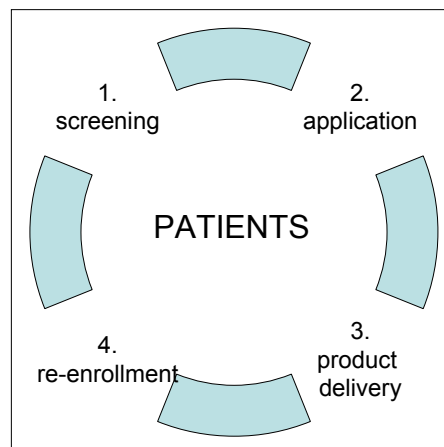 1.
screening
2.
application
PATIENTS
3.
product
delivery
4.
re-enrollment